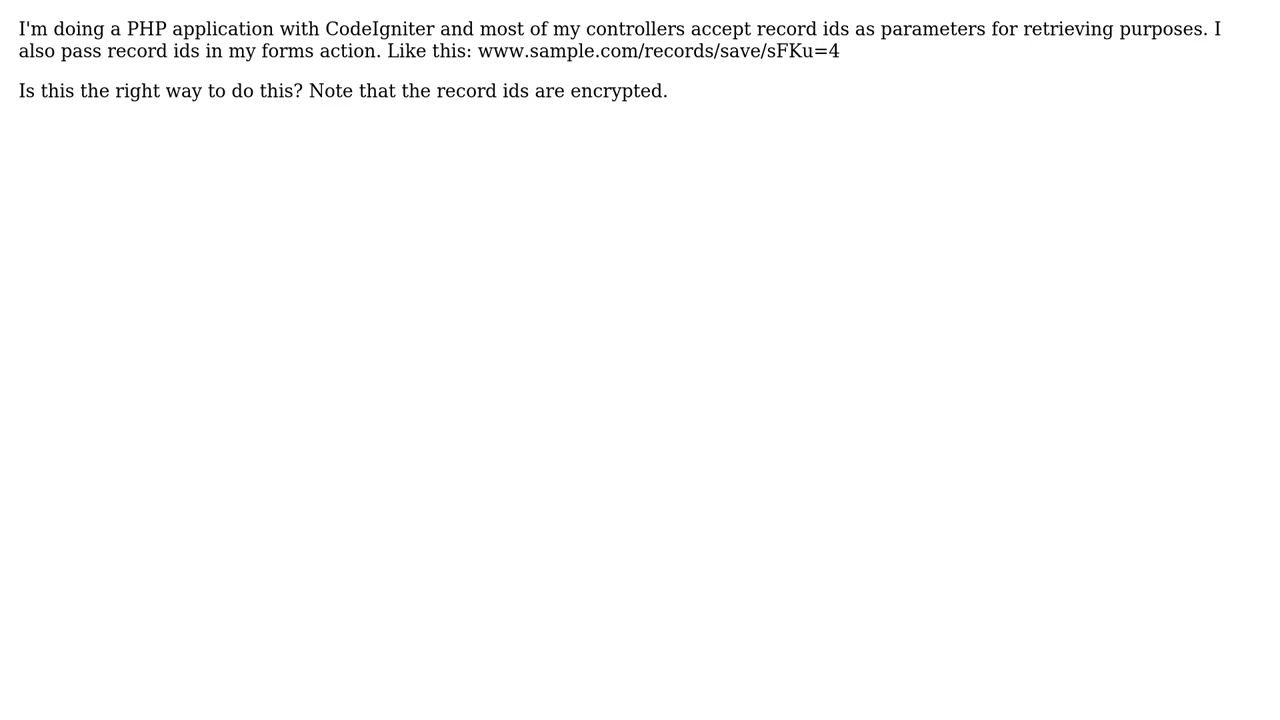 I'm doing a PHP application with CodeIgniter and most of my controllers accept record ids as parameters for retrieving purposes. I
also pass record ids in my forms action. Like this: www.sample.com/records/save/sFKu=4
Is this the right way to do this? Note that the record ids are encrypted.